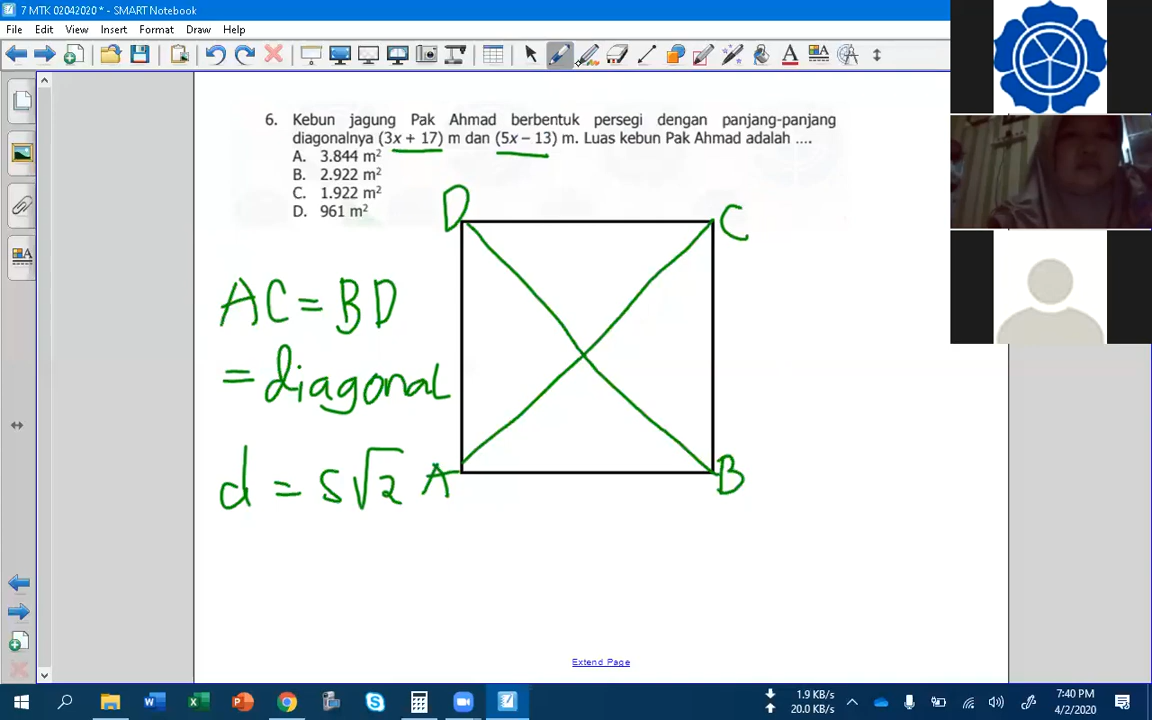 7 MTK 02042020 * - SMART Notebook
File Edit View Insert Format Draw Help
6. Kebun jagung Pak Ahmad berbentuk persegi dengan panjang-panjang
diagonalnya (3x + 17) m dan (5x – 13) m. Luas kebun Pak Ahmad adalah ....
A. 3.844 m²
B. 2.922 m²
C. 1.922 m²
D. 961 m²
D
C
AC = BD
= diagonal
d = s√2
A
B
Extend Page
1.9 KB/s
20.0 KB/s
7:40 PM
4/2/2020